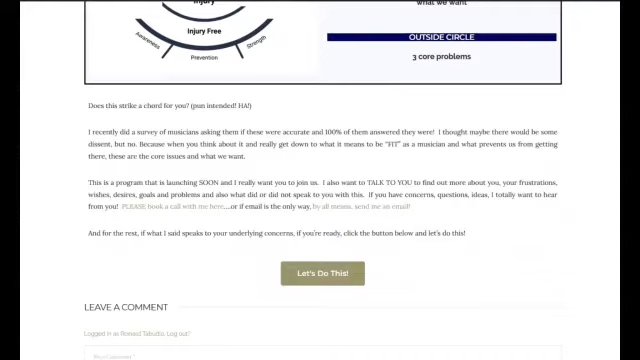 Injury
what we want
Injury Free
Awareness
Prevention
Strength
OUTSIDE CIRCLE
3 core problems
Does this strike a chord for you? (pun intended! HA!)
I recently did a survey of musicians asking them if these were accurate and 100% of them answered they were! I thought maybe there would be some
dissent, but no. Because when you think about it and really get down to what it means to be "FIT" as a musician and what prevents us from getting
there, these are the core issues and what we want.
This is a program that is launching SOON and I really want you to join us. I also want to TALK TO YOU to find out more about you, your frustrations,
wishes, desires, goals and problems and also what did or did not speak to you with this. If you have concerns, questions, ideas, I totally want to hear
from you! PLEASE book a call with me here....or if email is the only way, by all means, send me an email!
And for the rest, if what I said speaks to your underlying concerns, if you're ready, click the button below and let's do this!
Let's Do This!
LEAVE A COMMENT
Logged in as Ronald Tabuttis. Log out?
Your Comment *